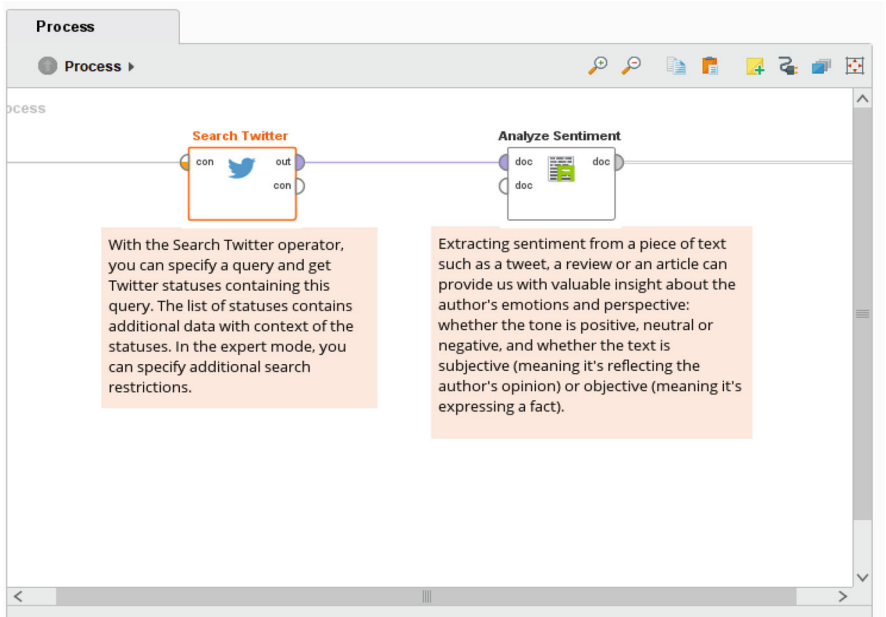 Process
Process
ocess
Search Twitter
con
out
con
Analyze Sentiment
doc
doc
doc
With the Search Twitter operator,
you can specify a query and get
Twitter statuses containing this
query. The list of statuses contains
additional data with context of the
statuses. In the expert mode, you
can specify additional search
restrictions.
Extracting sentiment from a piece of text
such as a tweet, a review or an article can
provide us with valuable insight about the
author's emotions and perspective:
whether the tone is positive, neutral or
negative, and whether the text is
subjective (meaning it's reflecting the
author's opinion) or objective (meaning it's
expressing a fact).